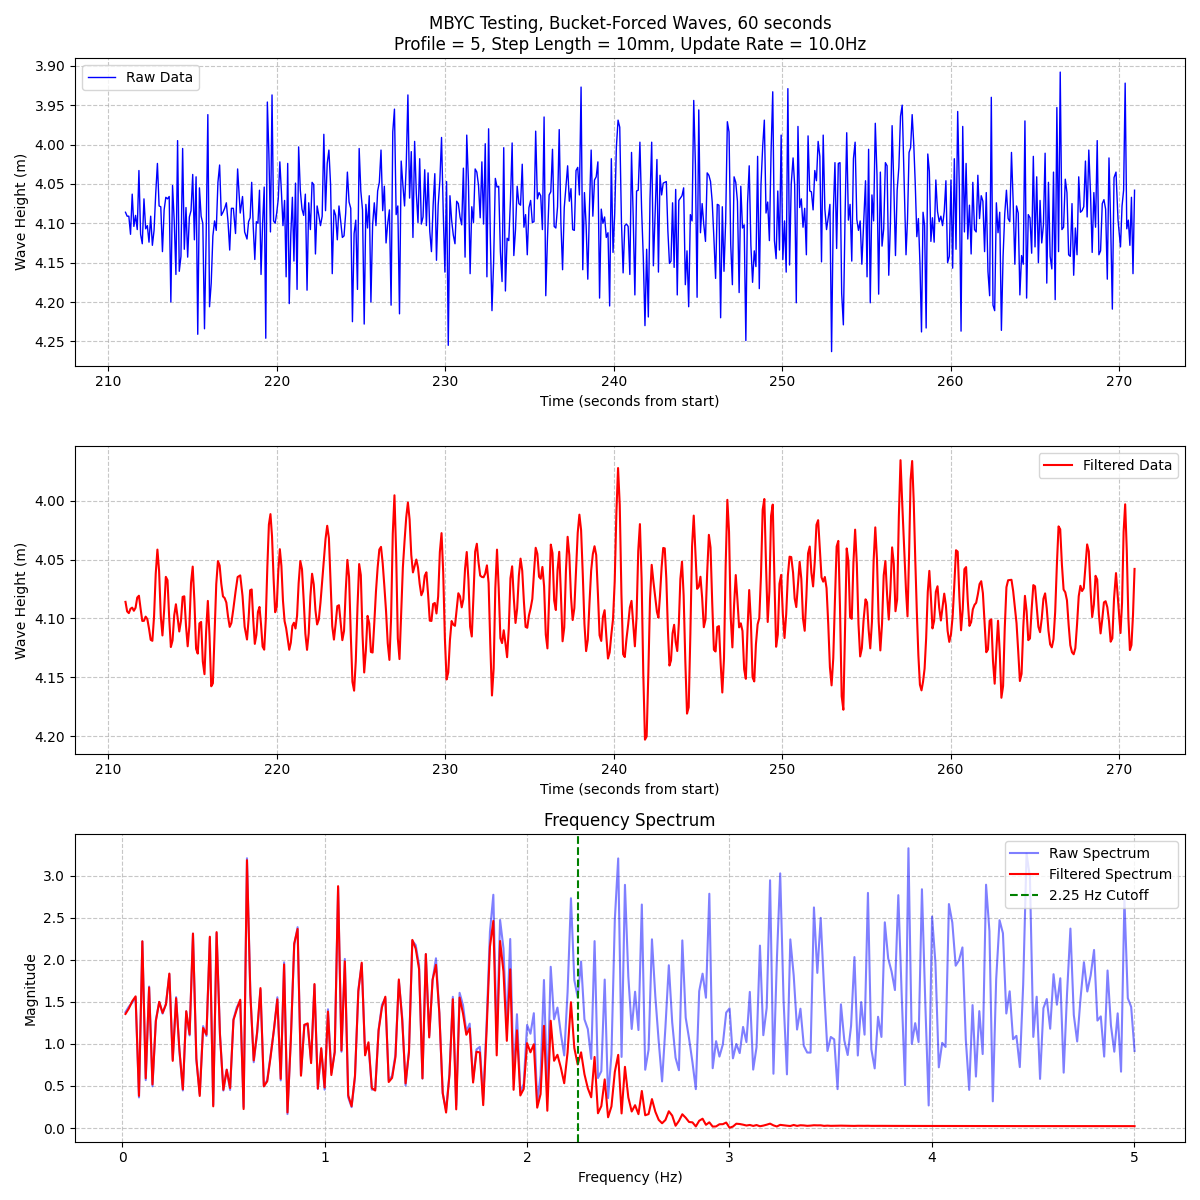 MBYC Testing, Bucket-Forced Waves, 60 seconds
Profile = 5, Step Length = 10mm, Update Rate = 10.0Hz
Raw Data
Wave Height (m)
3.90
3.95
4.00
4.05
4.10
4.15
4.20
4.25
210 220 230 240 250 260 270
Time (seconds from start)
Filtered Data
Wave Height (m)
4.00
4.05
4.10
4.15
4.20
210 220 230 240 250 260 270
Time (seconds from start)
Frequency Spectrum
Raw Spectrum
Filtered Spectrum
2.25 Hz Cutoff
Magnitude
3.0
2.5
2.0
1.5
1.0
0.5
0.0
0 1 2 3 4 5
Frequency (Hz)